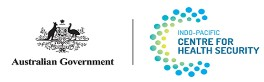 Australian Government
INDO-PACIFIC
CENTRE FOR
HEALTH SECURITY